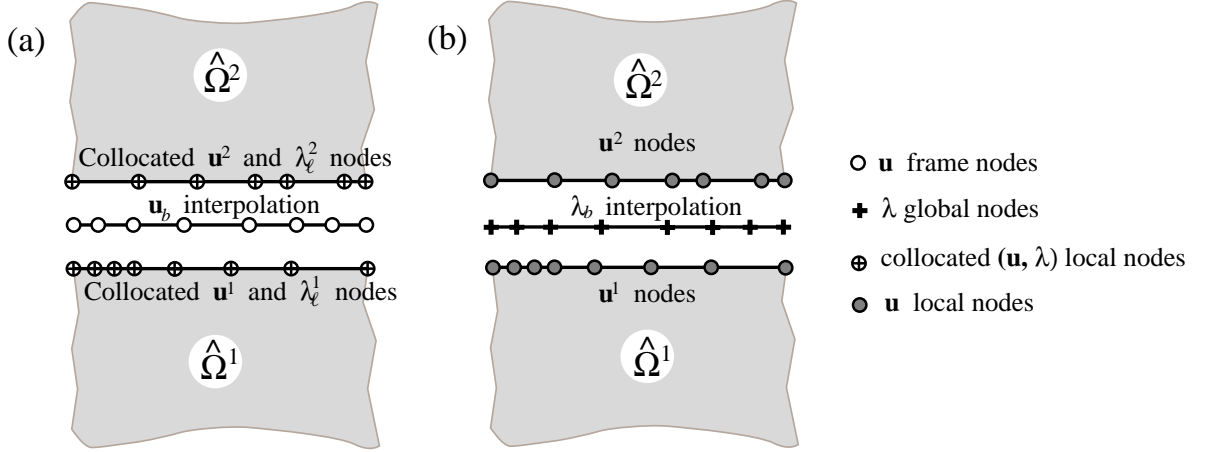 (a)
Ω̂²
Collocated u² and λ²ℓ nodes
u_b interpolation
Collocated u¹ and λ¹ℓ nodes
Ω̂¹
(b)
Ω̂²
u² nodes
λ_b interpolation
u¹ nodes
Ω̂¹
u frame nodes
λ global nodes
collocated (u, λ) local nodes
u local nodes